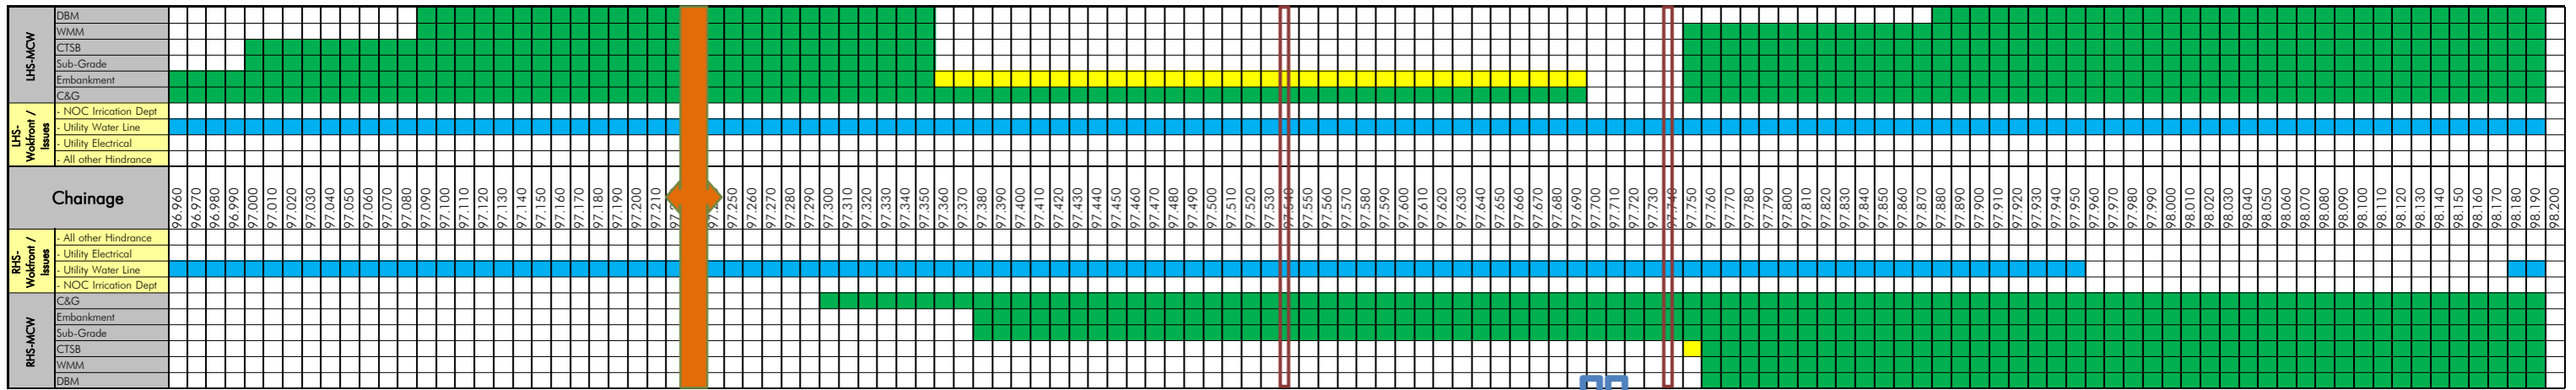 LHS-MCW
DBM
WMM
CTSB
Sub-Grade
Embankment
C&G
LHS-
Wokfront /
Issues
- NOC Irrication Dept
- Utility Water Line
- Utility Electrical
- All other Hindrance
Chainage
96.960 96.970 96.980 96.990 97.000 97.010 97.020 97.030 97.040 97.050 97.060 97.070 97.080 97.090 97.100 97.110 97.120 97.130 97.140 97.150 97.160 97.170 97.180 97.190 97.200 97.210 97.250 97.260 97.270 97.280 97.290 97.300 97.310 97.320 97.330 97.340 97.350 97.360 97.370 97.380 97.390 97.400 97.410 97.420 97.430 97.440 97.450 97.460 97.470 97.480 97.490 97.500 97.510 97.520 97.530 97.540 97.550 97.560 97.570 97.580 97.590 97.600 97.610 97.620 97.630 97.640 97.650 97.660 97.670 97.680 97.690 97.700 97.710 97.720 97.730 97.740 97.750 97.760 97.770 97.780 97.790 97.800 97.810 97.820 97.830 97.840 97.850 97.860 97.870 97.880 97.890 97.900 97.910 97.920 97.930 97.940 97.950 97.960 97.970 97.980 97.990 98.000 98.010 98.020 98.030 98.040 98.050 98.060 98.070 98.080 98.090 98.100 98.110 98.120 98.130 98.140 98.150 98.160 98.170 98.180 98.190 98.200
RHS-
Wokfront /
Issues
- All other Hindrance
- Utility Electrical
- Utility Water Line
- NOC Irrication Dept
RHS-MCW
C&G
Embankment
Sub-Grade
CTSB
WMM
DBM